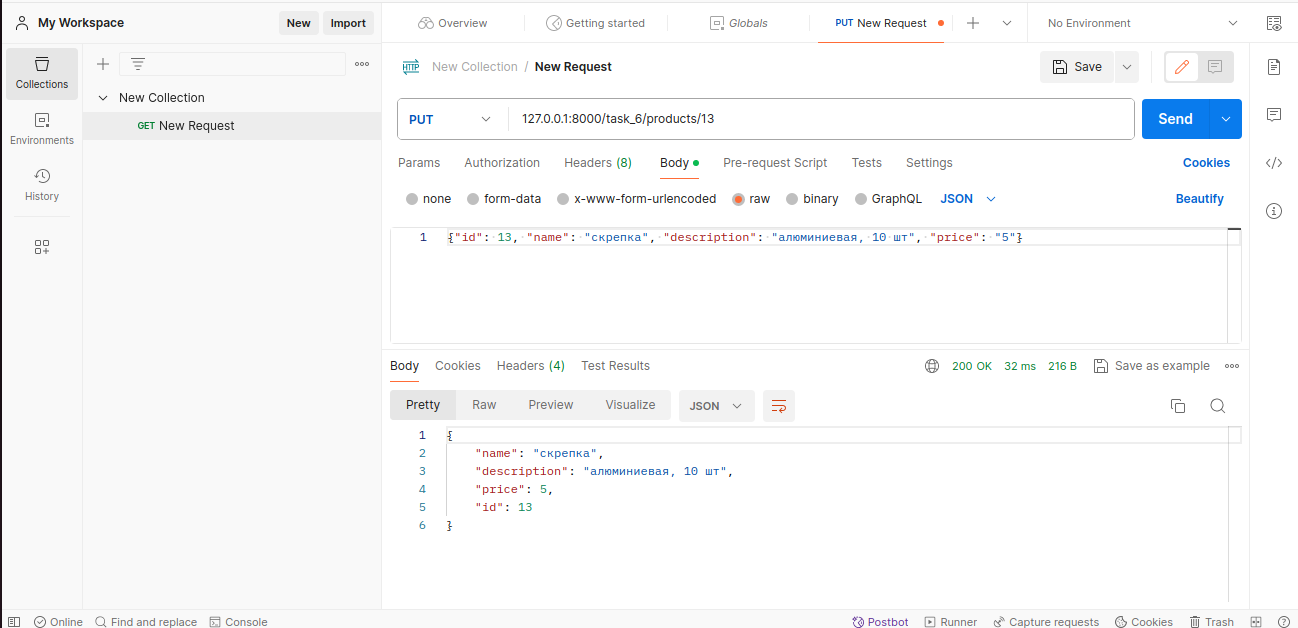 My Workspace New Import Overview Getting started Globals PUT New Request No Environment
Collections
Environments
History
New Collection
GET New Request
HTTP New Collection / New Request Save
PUT 127.0.0.1:8000/task_6/products/13 Send
Params Authorization Headers (8) Body Pre-request Script Tests Settings Cookies
none form-data x-www-form-urlencoded raw binary GraphQL JSON Beautify
1 {"id": 13, "name": "скрепка", "description": "алюминиевая, 10 шт", "price": "5"}
Body Cookies Headers (4) Test Results 200 OK 32 ms 216 B Save as example
Pretty Raw Preview Visualize JSON
1 {
2 "name": "скрепка",
3 "description": "алюминиевая, 10 шт",
4 "price": 5,
5 "id": 13
6 }
Online Find and replace Console Postbot Runner Capture requests Cookies Trash